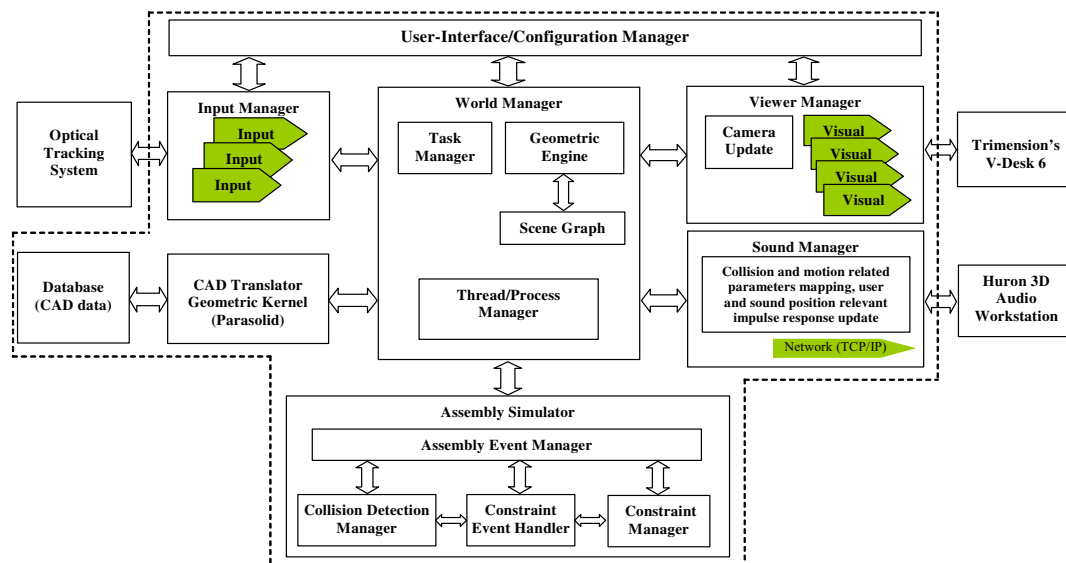 User-Interface/Configuration Manager
Optical
Tracking
System
Input Manager
Input
Input
Input
World Manager
Task
Manager
Geometric
Engine
Scene Graph
Thread/Process
Manager
Viewer Manager
Camera
Update
Visual
Visual
Visual
Visual
Trimension's
V-Desk 6
Database
(CAD data)
CAD Translator
Geometric Kernel
(Parasolid)
Sound Manager
Collision and motion related
parameters mapping, user
and sound position relevant
impulse response update
Network (TCP/IP)
Huron 3D
Audio
Workstation
Assembly Simulator
Assembly Event Manager
Collision Detection
Manager
Constraint
Event Handler
Constraint
Manager